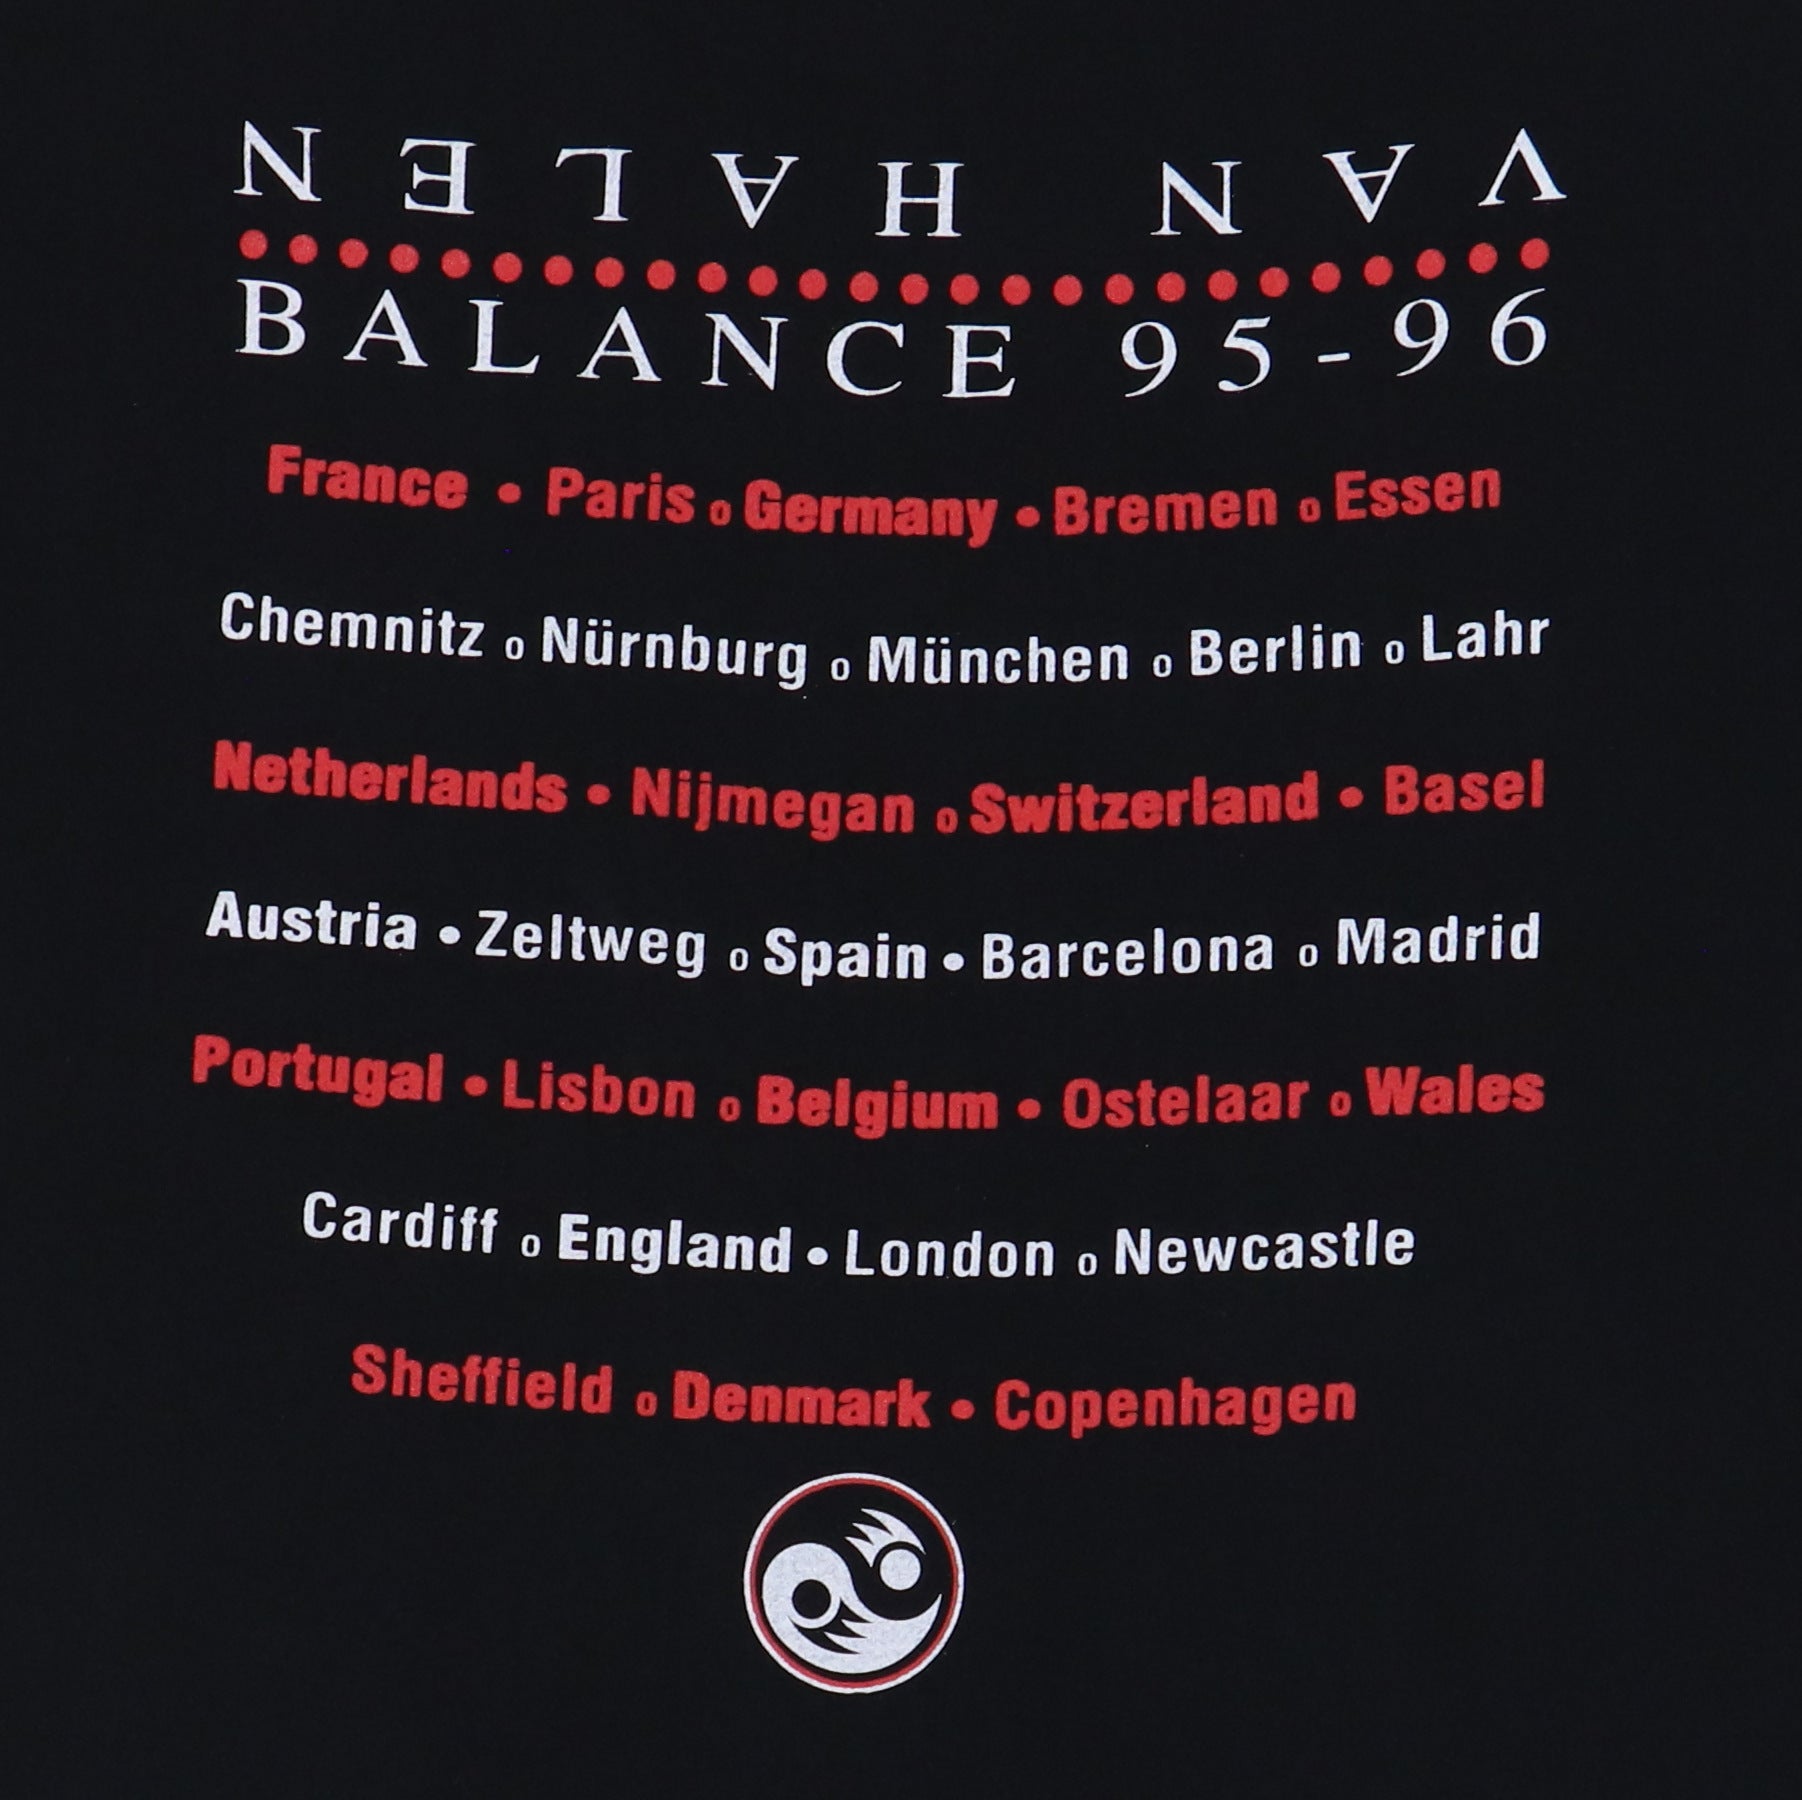 VAN HALEN
BALANCE 95-96
France • Paris o Germany • Bremen o Essen
Chemnitz o Nürnburg o München o Berlin o Lahr
Netherlands • Nijmegan o Switzerland • Basel
Austria • Zeltweg o Spain • Barcelona o Madrid
Portugal • Lisbon o Belgium • Ostelaar o Wales
Cardiff o England • London o Newcastle
Sheffield o Denmark • Copenhagen